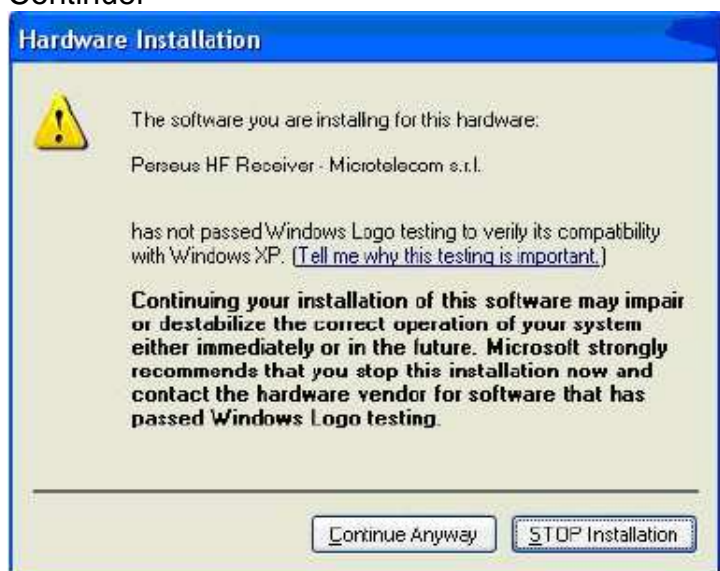 Hardware Installation
The software you are installing for this hardware:
Perseus HF Receiver - Microtelecom s.r.l.
has not passed Windows Logo testing to verify its compatibility
with Windows XP. (Tell me why this testing is important.)
Continuing your installation of this software may impair
or destabilize the correct operation of your system
either immediately or in the future. Microsoft strongly
recommends that you stop this installation now and
contact the hardware vendor for software that has
passed Windows Logo testing.
Continue Anyway
STOP Installation